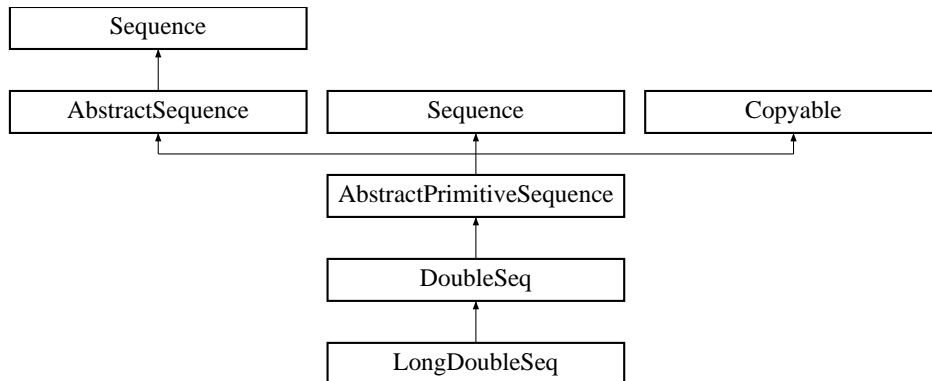 Sequence
AbstractSequence
Sequence
Copyable
AbstractPrimitiveSequence
DoubleSeq
LongDoubleSeq